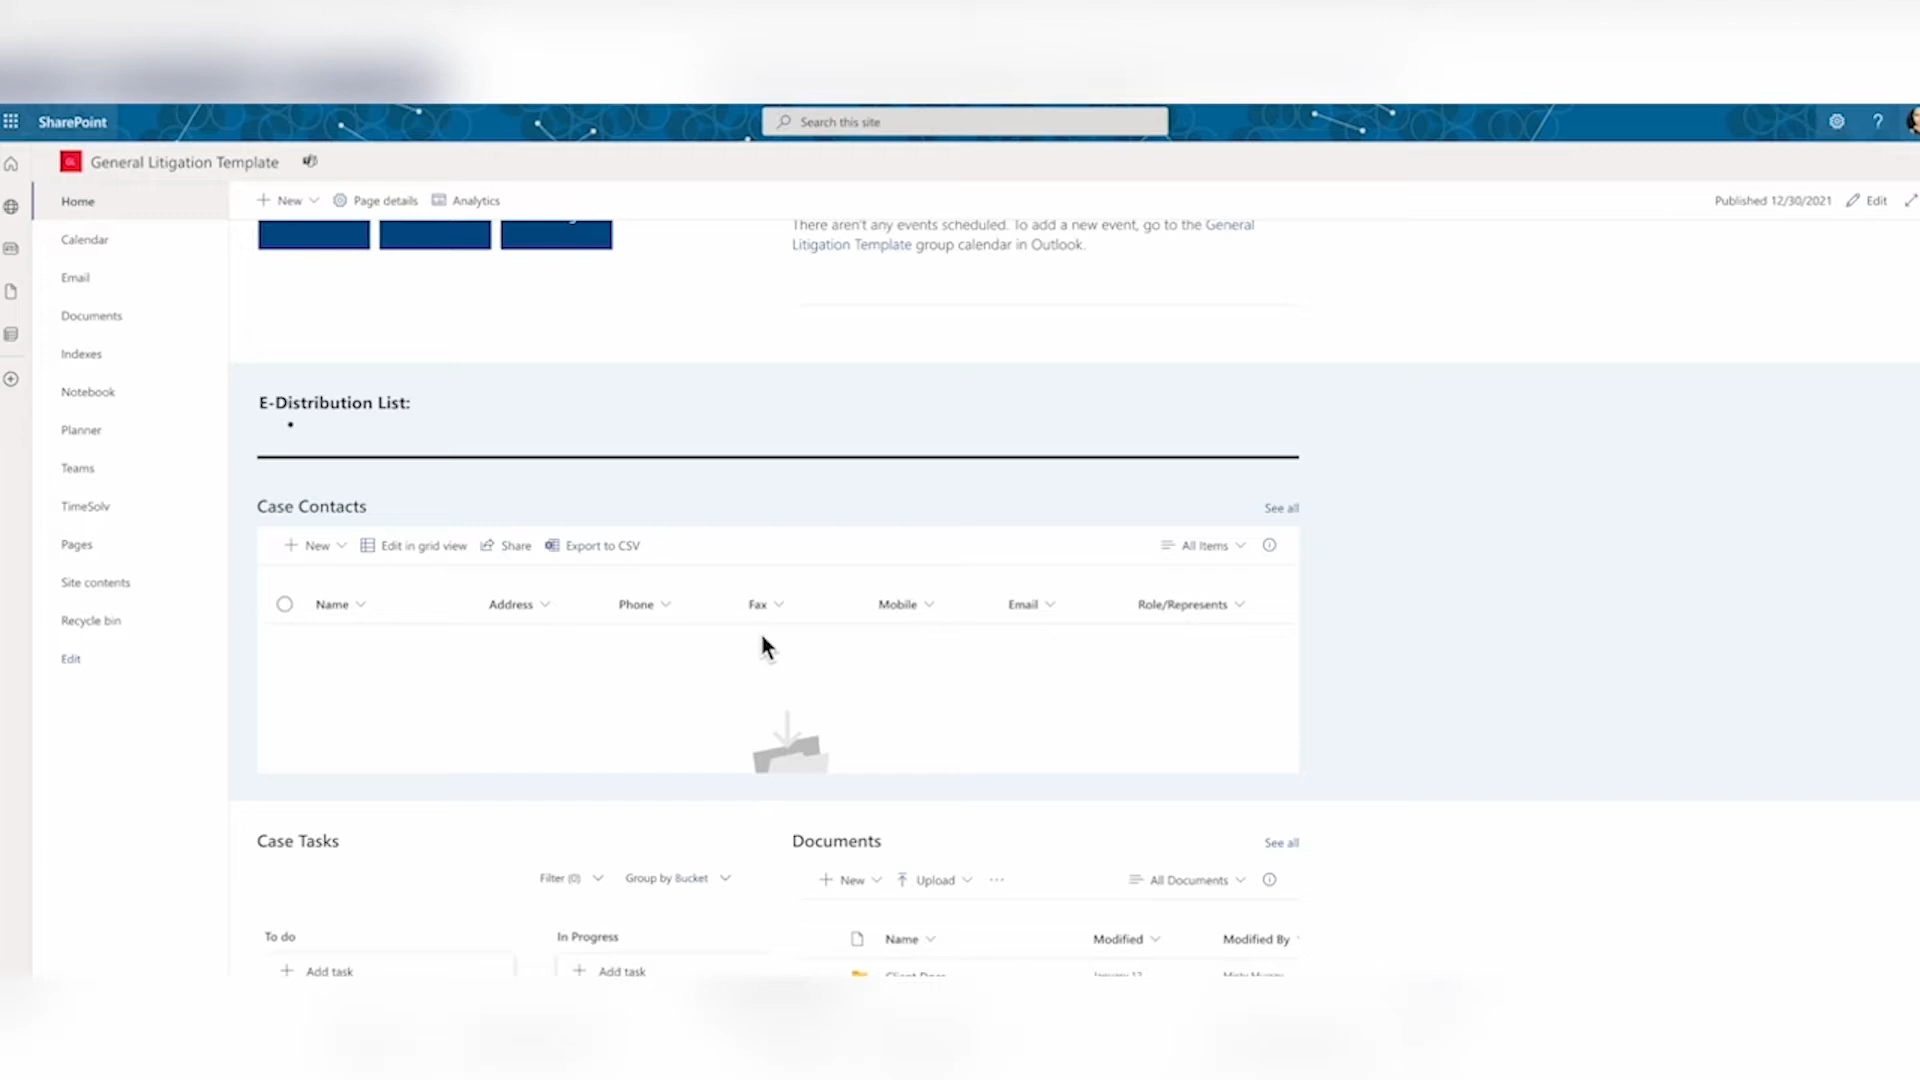 SharePoint
Search this site
?
GL
General Litigation Template
Home
Calendar
Email
Documents
Indexes
Notebook
Planner
Teams
TimeSolv
Pages
Site contents
Recycle bin
Edit
New
Page details
Analytics
Published 12/30/2021
Edit
There aren't any events scheduled. To add a new event, go to the General
Litigation Template group calendar in Outlook.
E-Distribution List:
•
Case Contacts
See all
New
Edit in grid view
Share
Export to CSV
All Items
Name
Address
Phone
Fax
Mobile
Email
Role/Represents
Case Tasks
Filter (0)
Group by Bucket
To do
Add task
In Progress
Add task
Documents
See all
New
Upload
...
All Documents
Name
Modified
Modified By
Client Docs
January 12